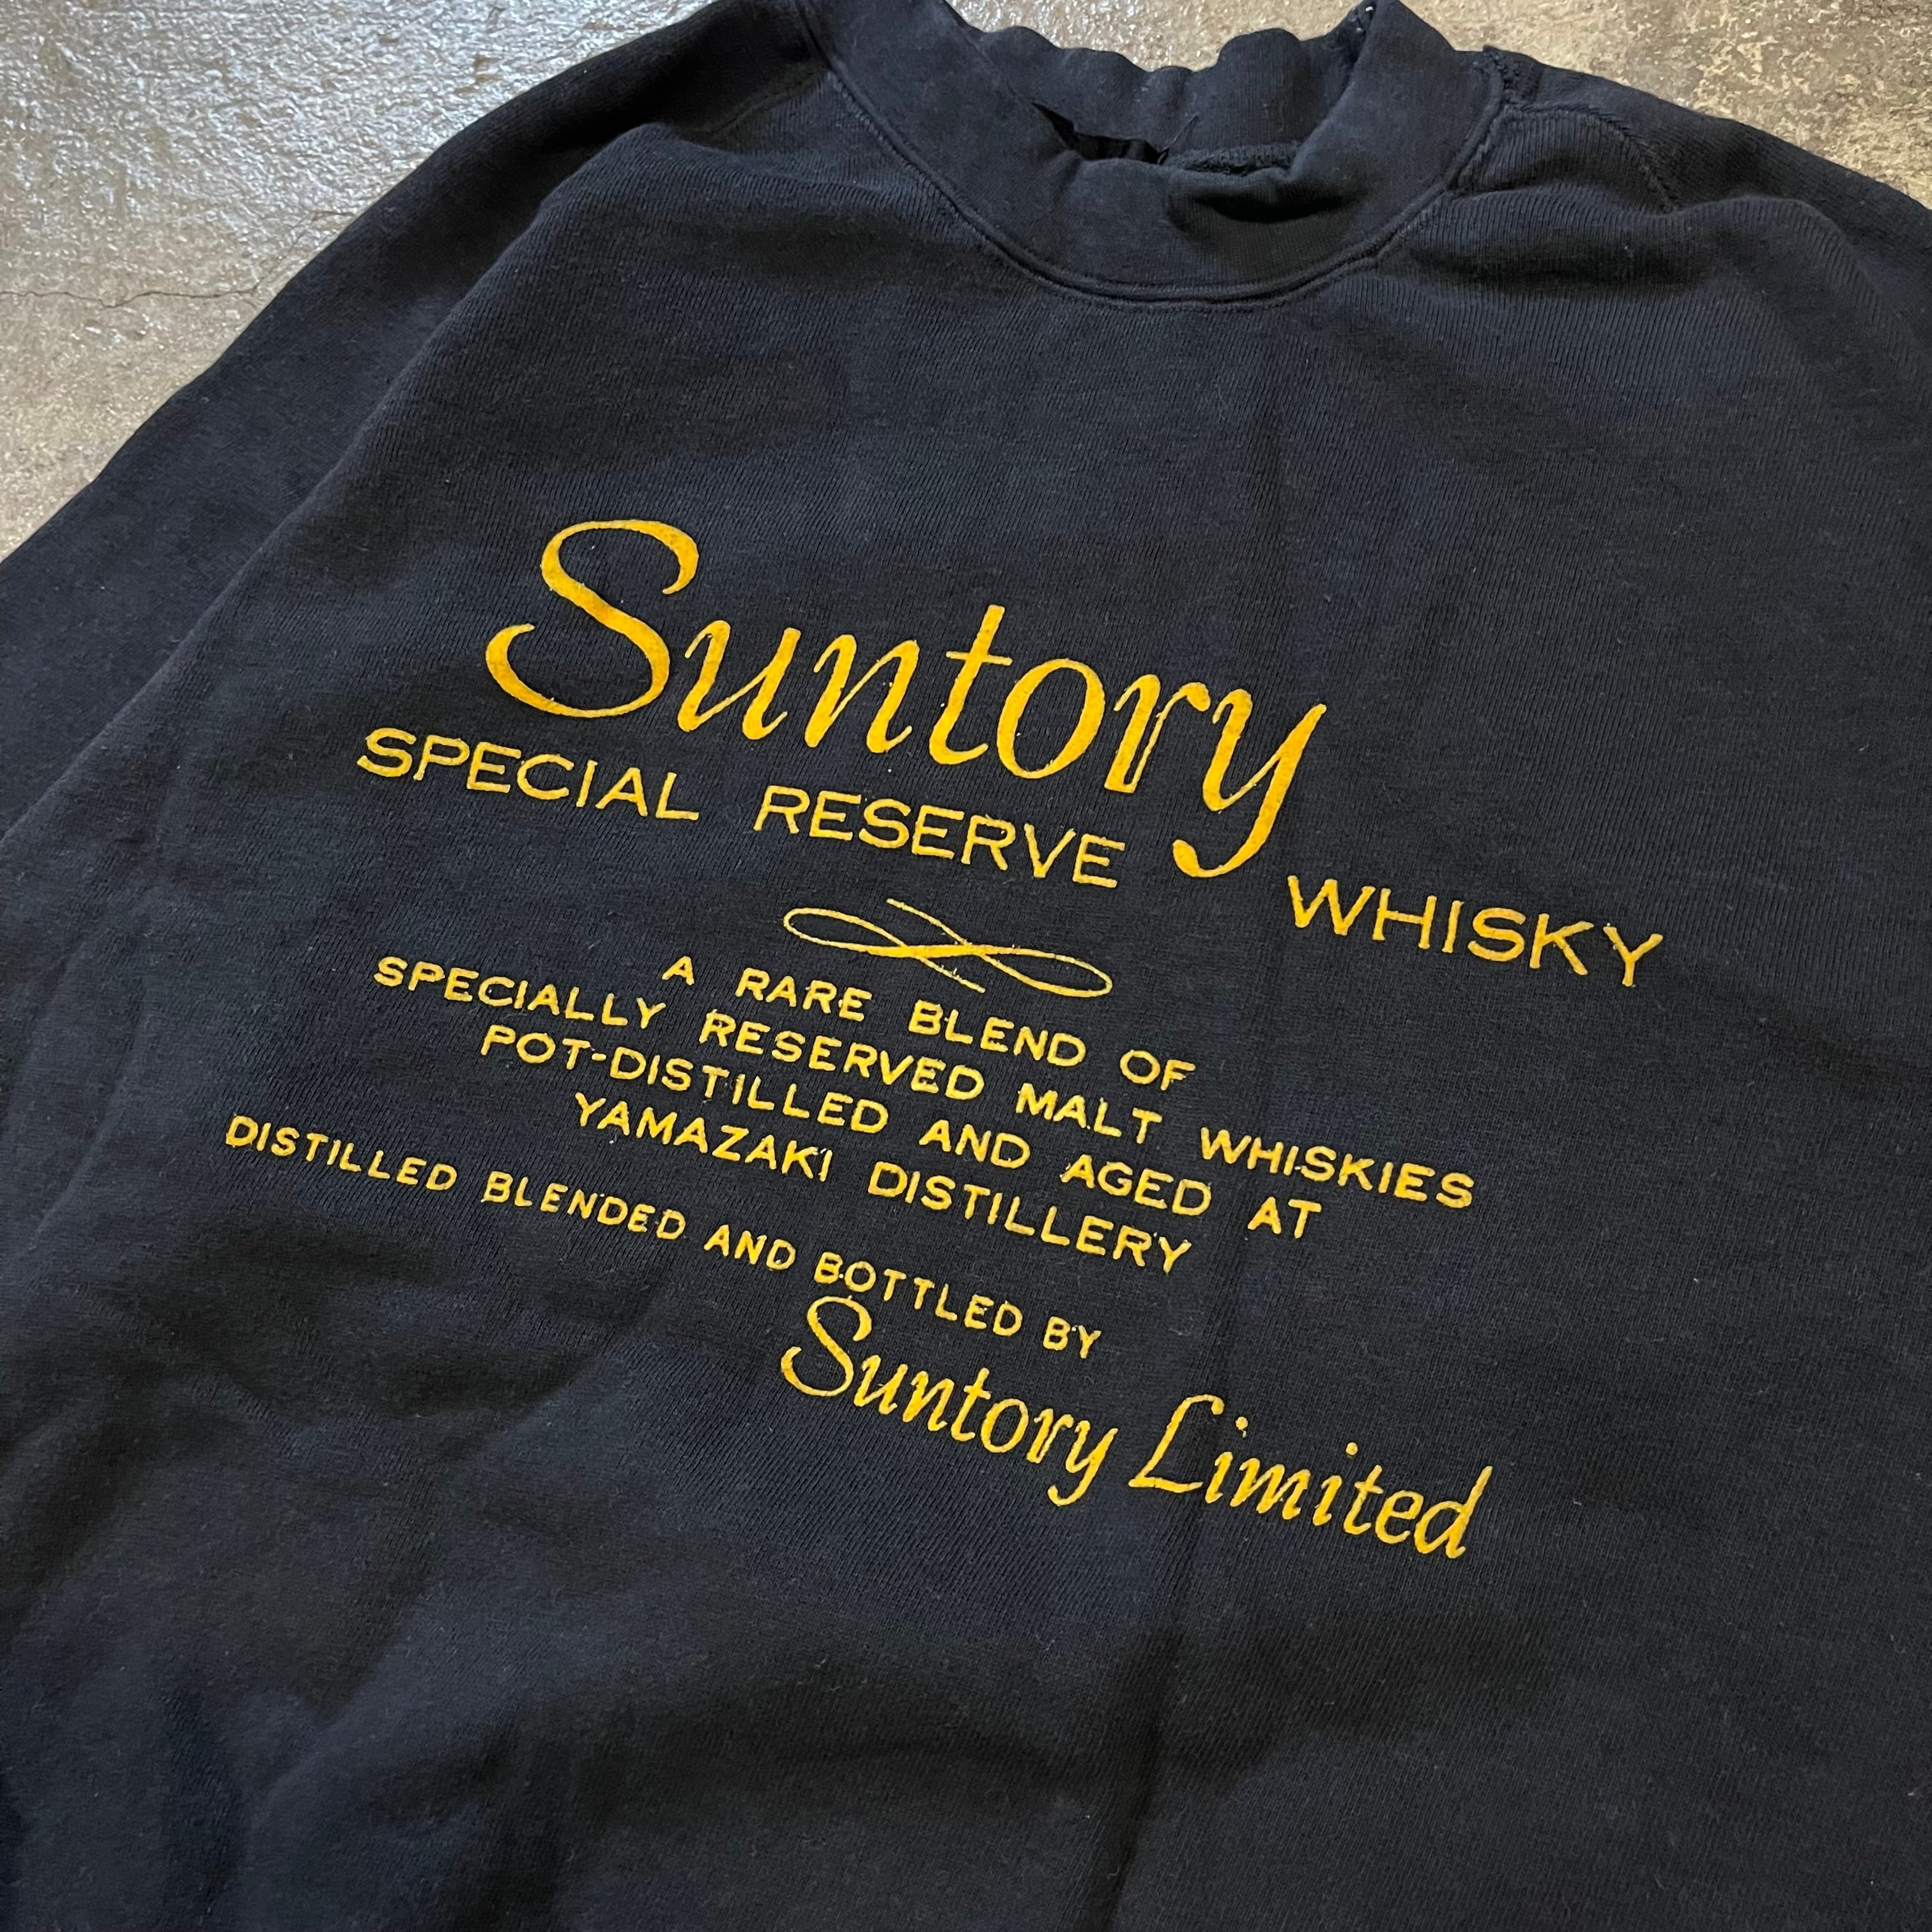 Suntory
SPECIAL RESERVE WHISKY
A RARE BLEND OF
SPECIALLY RESERVED MALT WHISKIES
POT-DISTILLED AND AGED AT
YAMAZAKI DISTILLERY
DISTILLED BLENDED AND BOTTLED BY
Suntory Limited